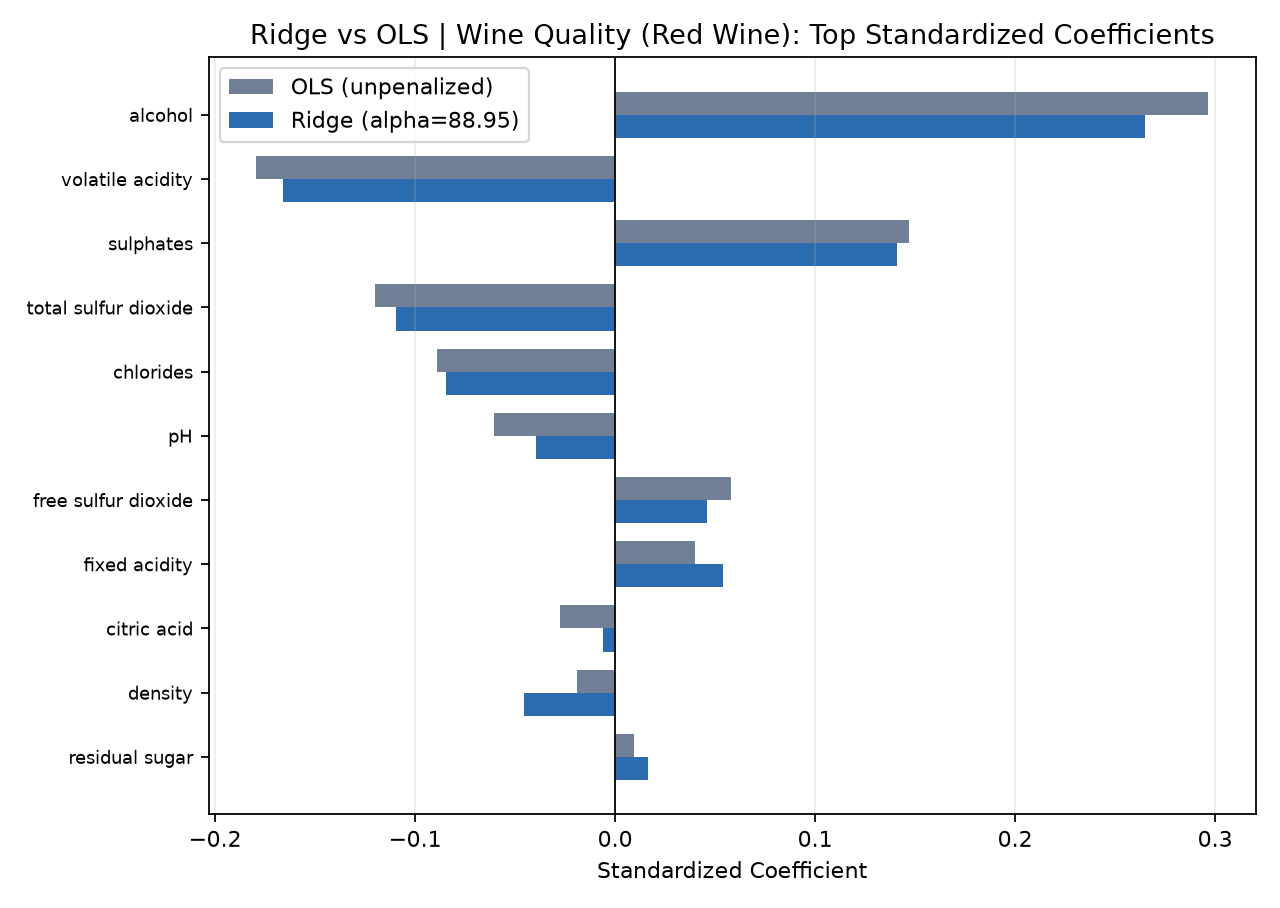 Ridge vs OLS | Wine Quality (Red Wine): Top Standardized Coefficients
OLS (unpenalized)
Ridge (alpha=88.95)
alcohol
volatile acidity
sulphates
total sulfur dioxide
chlorides
pH
free sulfur dioxide
fixed acidity
citric acid
density
residual sugar
−0.2 −0.1 0.0 0.1 0.2 0.3
Standardized Coefficient